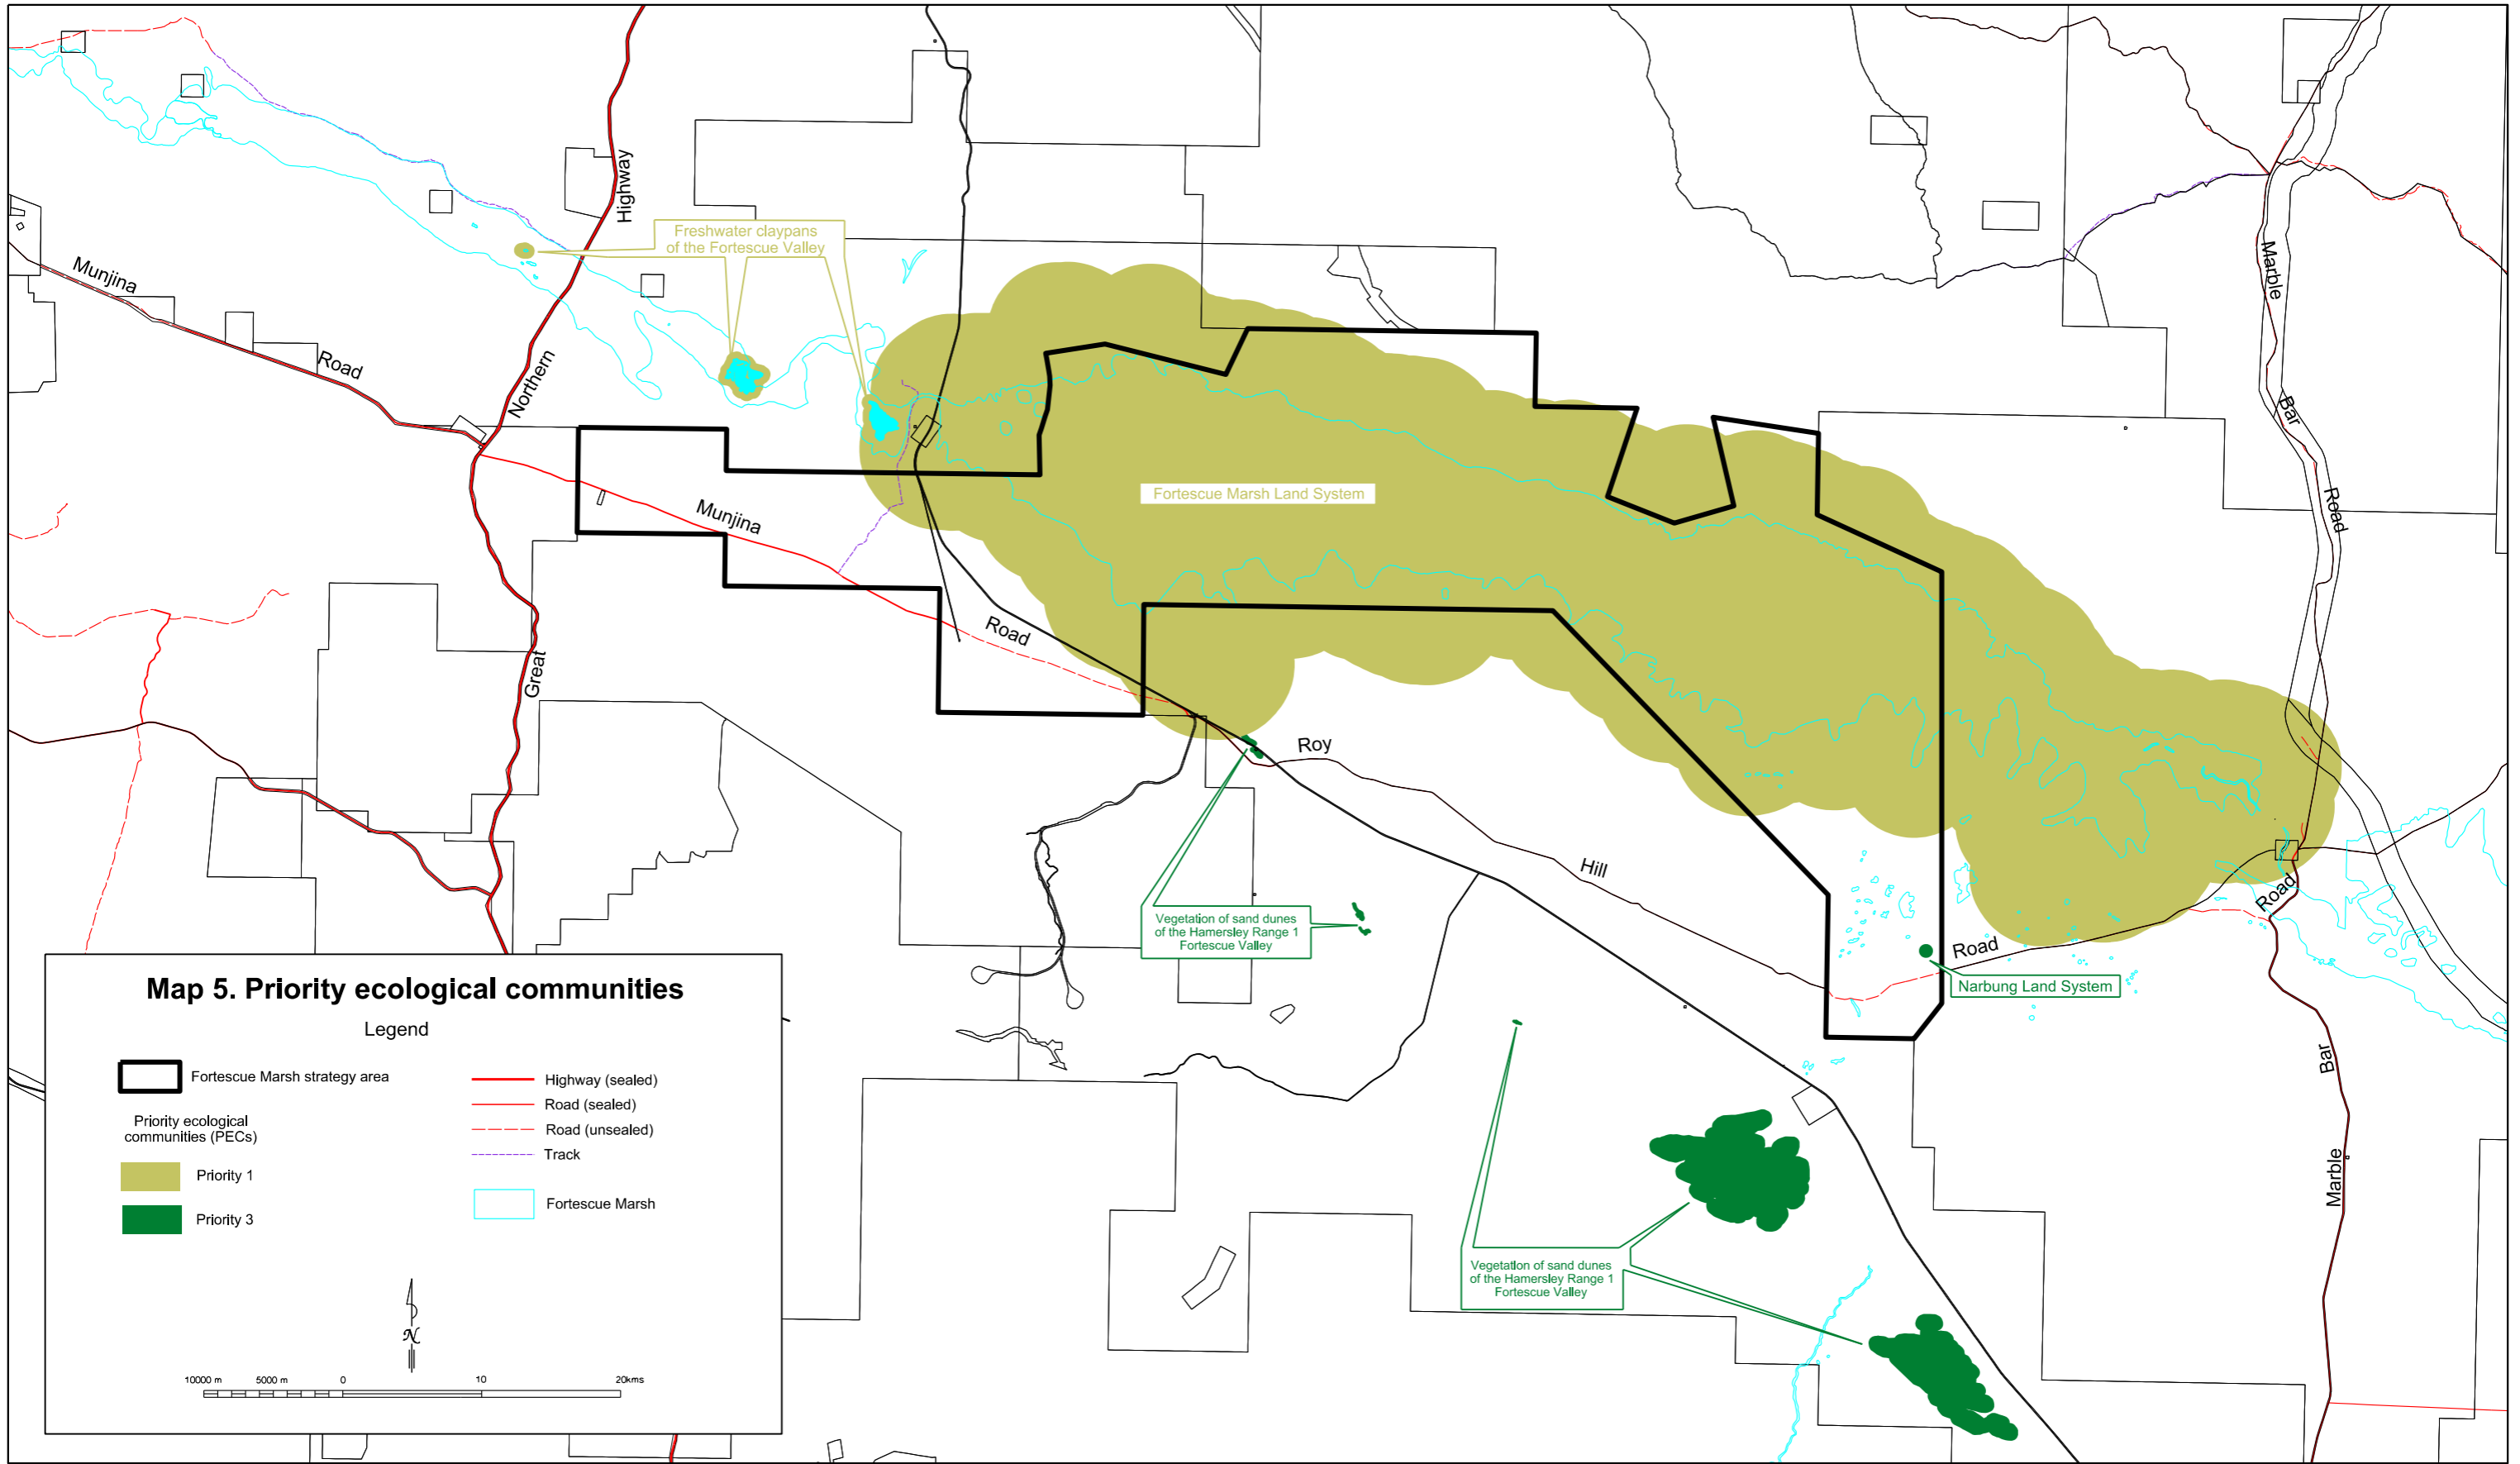 Highway
Freshwater claypans
of the Fortescue Valley
Munjina
Road
Northern
Marble
Bar
Road
Fortescue Marsh Land System
Munjina
Road
Great
Roy
Hill
Road
Road
Vegetation of sand dunes
of the Hamersley Range 1
Fortescue Valley
Narbung Land System
Bar
Marble
Vegetation of sand dunes
of the Hamersley Range 1
Fortescue Valley
Map 5. Priority ecological communities
Legend
Fortescue Marsh strategy area
Priority ecological
communities (PECs)
Priority 1
Priority 3
Highway (sealed)
Road (sealed)
Road (unsealed)
Track
Fortescue Marsh
N
10000 m 5000 m 0 10 20kms